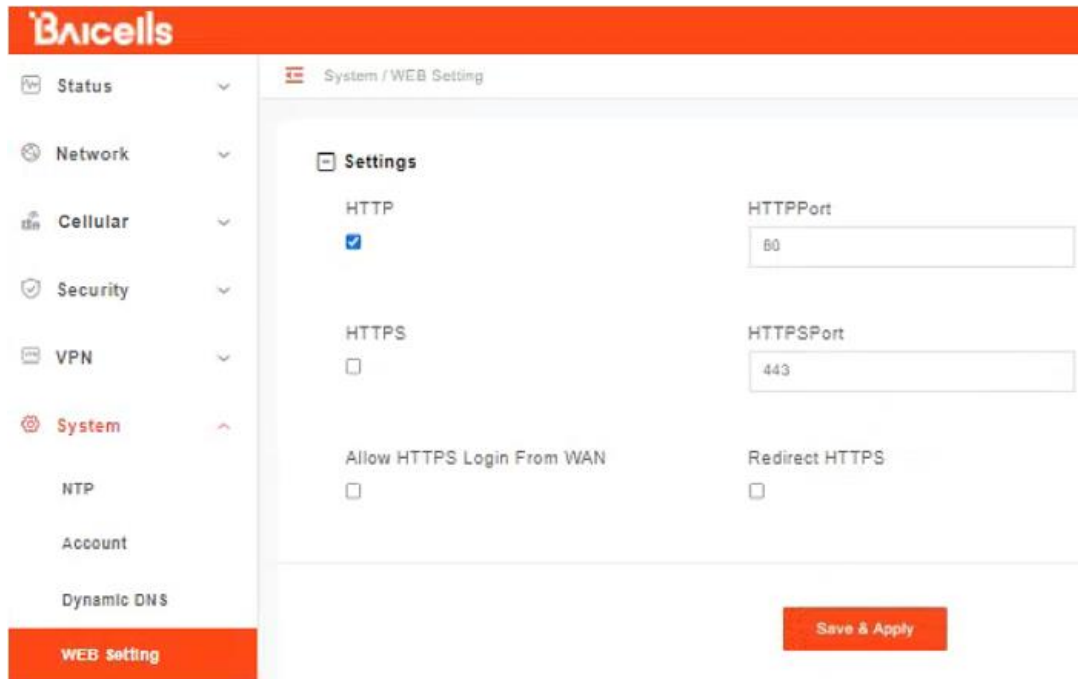 BAICELLS
Status
System / WEB Setting
Network
Settings
Cellular
HTTP
HTTPPort
80
Security
HTTPS
HTTPSPort
VPN
443
System
Allow HTTPS Login From WAN
Redirect HTTPS
NTP
Account
Dynamic DNS
Save & Apply
WEB Setting